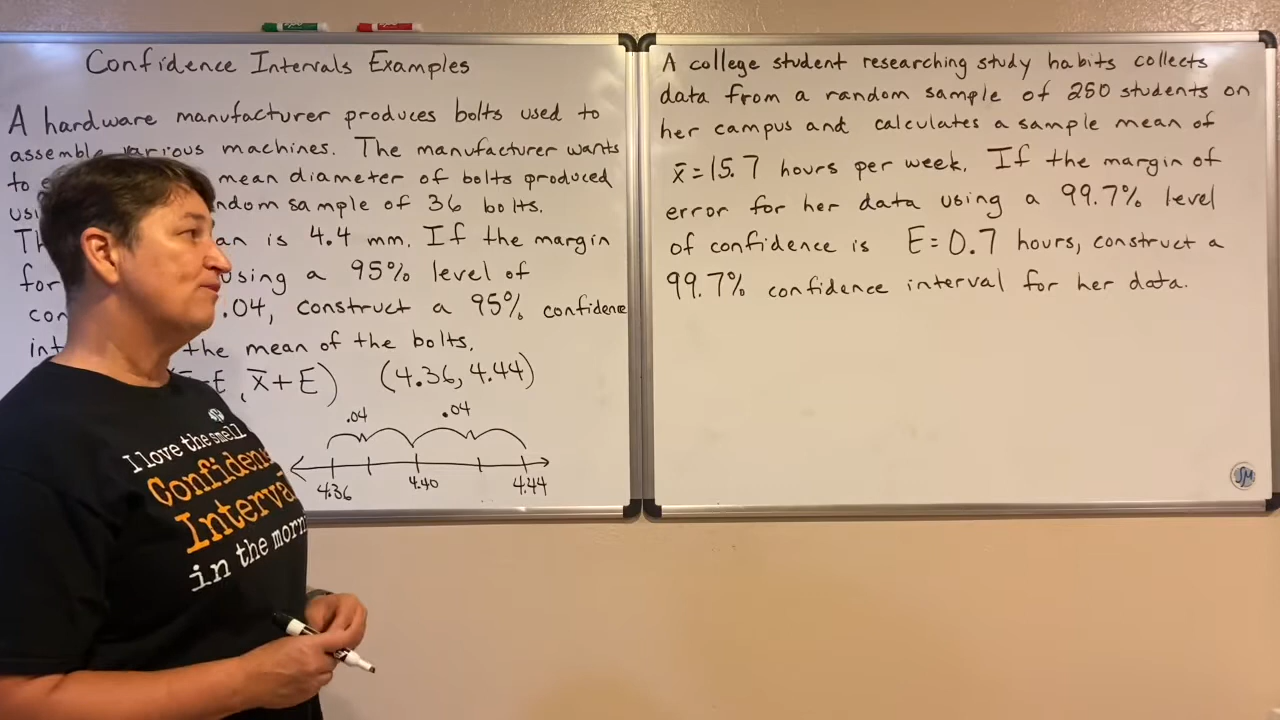 Confidence Intervals Examples
A hardware manufacturer produces bolts used to
assemble various machines. The manufacturer wants
to mean diameter of bolts produced
ndom sample of 36 bolts.
an is 4.4 mm. If the margin
for using a 95% level of
.04, construct a 95% confidence
the mean of the bolts.
E, x̄+E) (4.36, 4.44)
.04 .04
4.36 4.40 4.44
A college student researching study habits collects
data from a random sample of 250 students on
her campus and calculates a sample mean of
x̄=15.7 hours per week. If the margin of
error for her data using a 99.7% level
of confidence is E=0.7 hours, construct a
99.7% confidence interval for her data.
SM
I love the smell
Confidenc
Interva
in the morn